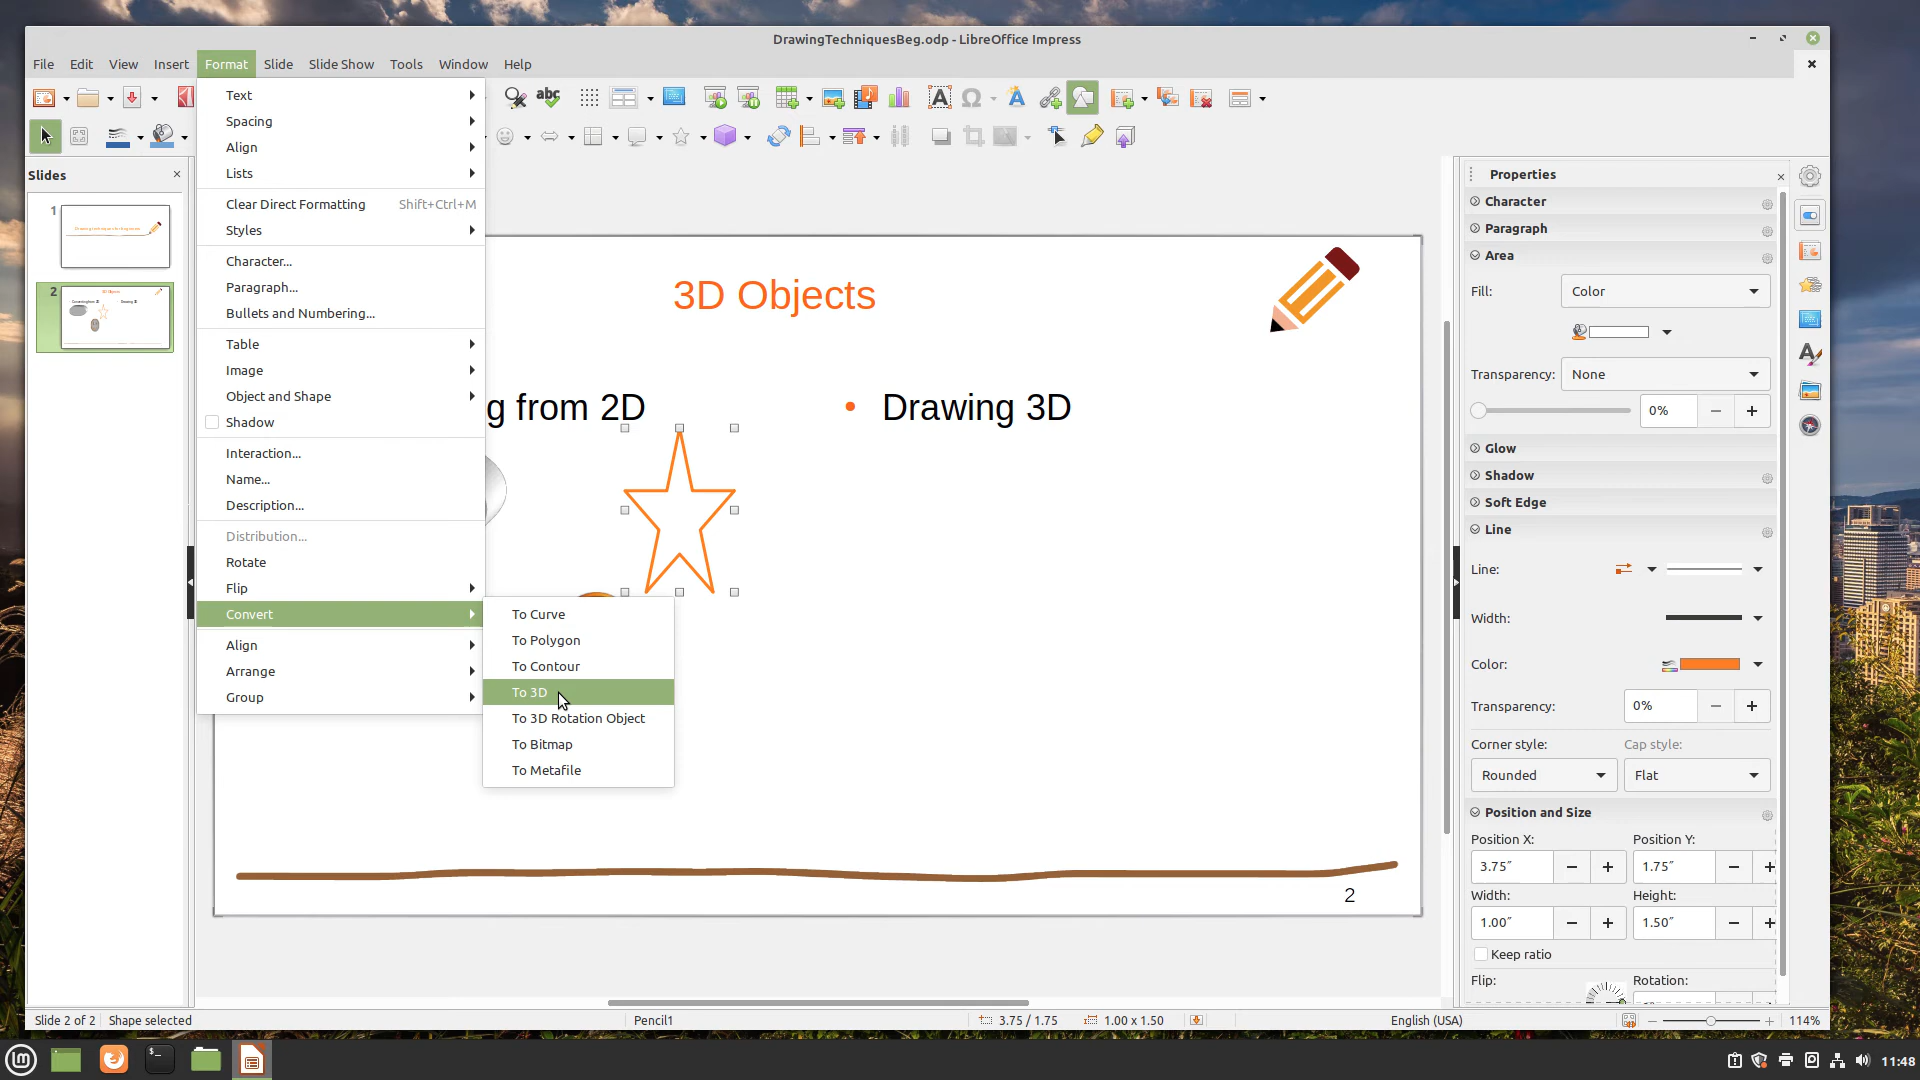 DrawingTechniquesBeg.odp - LibreOffice Impress
File Edit View Insert Format Slide Slide Show Tools Window Help
Text
Spacing
Align
Lists
Clear Direct Formatting Shift+Ctrl+M
Styles
Character...
Paragraph...
Bullets and Numbering...
Table
Image
Object and Shape
Shadow
Interaction...
Name...
Description...
Distribution...
Rotate
Flip
Convert
Align
Arrange
Group
To Curve
To Polygon
To Contour
To 3D
To 3D Rotation Object
To Bitmap
To Metafile
Slides
1
2
3D Objects
g from 2D
• Drawing 3D
2
Properties
Character
Paragraph
Area
Fill: Color
Transparency: None
0%
Glow
Shadow
Soft Edge
Line
Line:
Width:
Color:
Transparency: 0%
Corner style: Cap style:
Rounded Flat
Position and Size
Position X: Position Y:
3.75″ 1.75″
Width: Height:
1.00″ 1.50″
Keep ratio
Flip: Rotation:
Slide 2 of 2 Shape selected Pencil1 3.75 / 1.75 1.00 x 1.50 English (USA) 114%
11:48